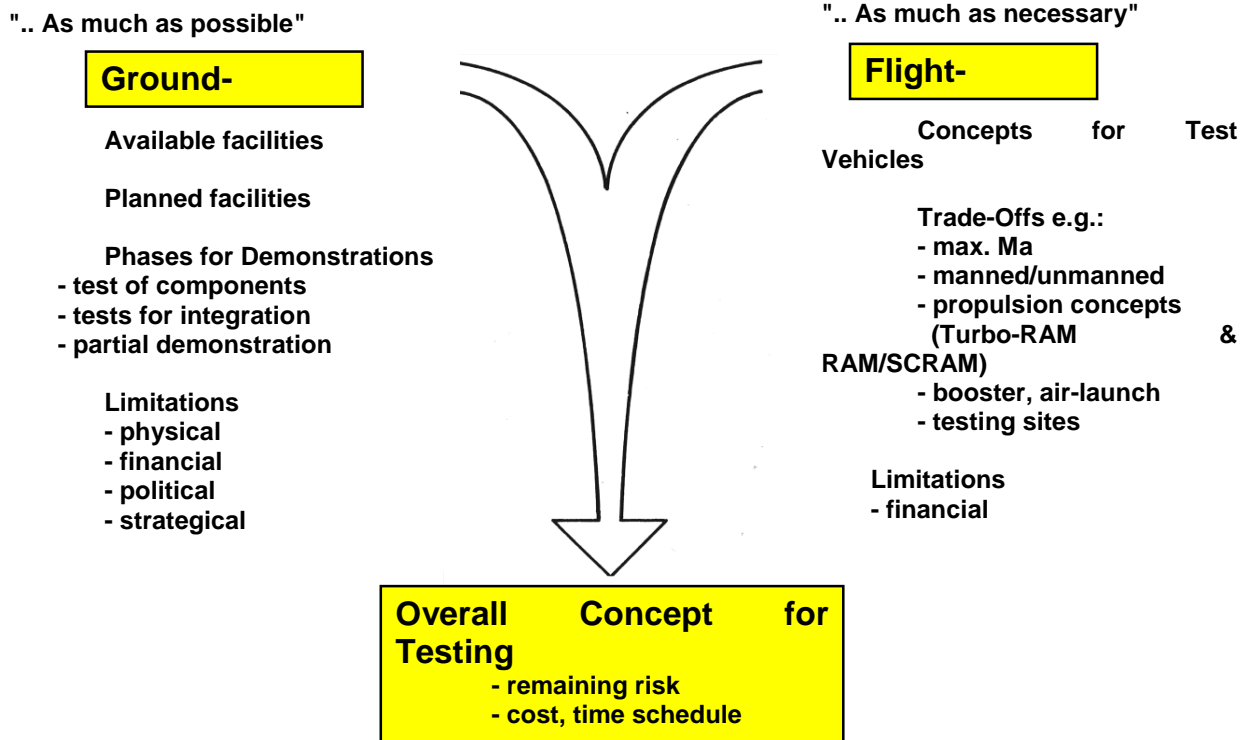 ".. As much as possible"
Ground-
Available facilities
Planned facilities
Phases for Demonstrations
- test of components
- tests for integration
- partial demonstration
Limitations
- physical
- financial
- political
- strategical
".. As much as necessary"
Flight-
Concepts for Test
Vehicles
Trade-Offs e.g.:
- max. Ma
- manned/unmanned
- propulsion concepts
(Turbo-RAM &
RAM/SCRAM)
- booster, air-launch
- testing sites
Limitations
- financial
Overall Concept for
Testing
- remaining risk
- cost, time schedule